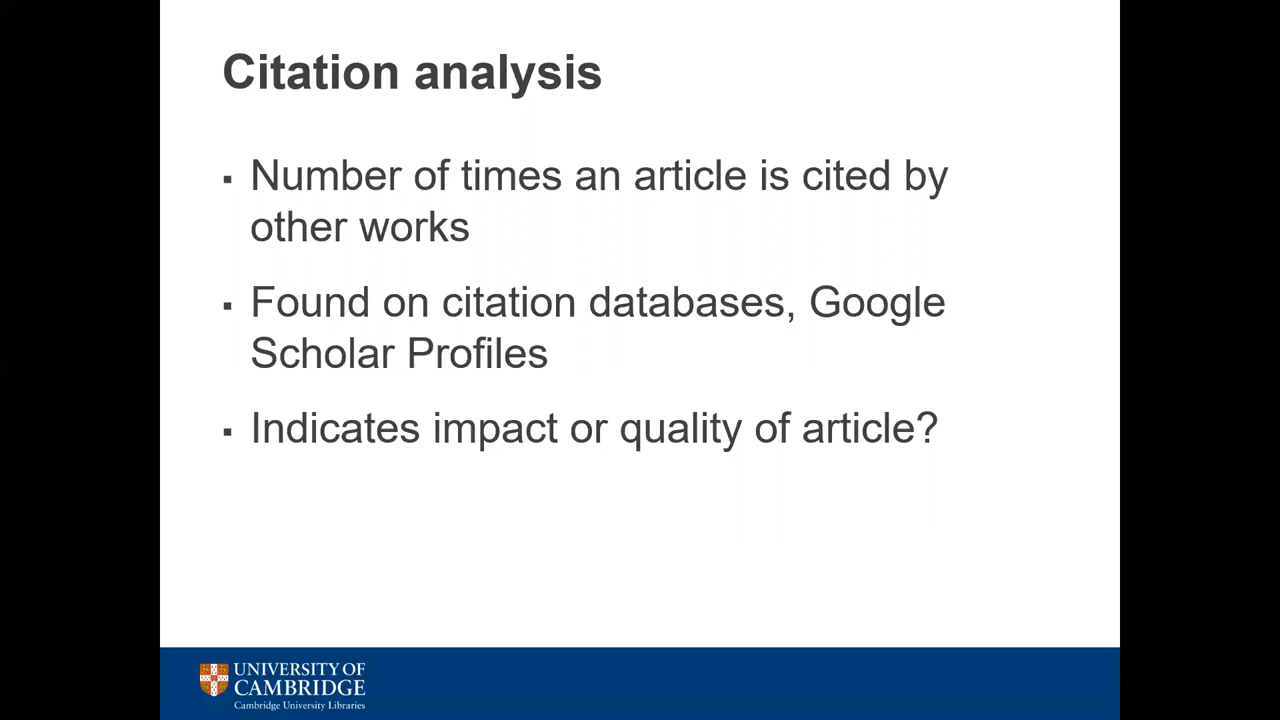 Citation analysis
▪ Number of times an article is cited by
other works
▪ Found on citation databases, Google
Scholar Profiles
▪ Indicates impact or quality of article?
UNIVERSITY OF
CAMBRIDGE
Cambridge University Libraries